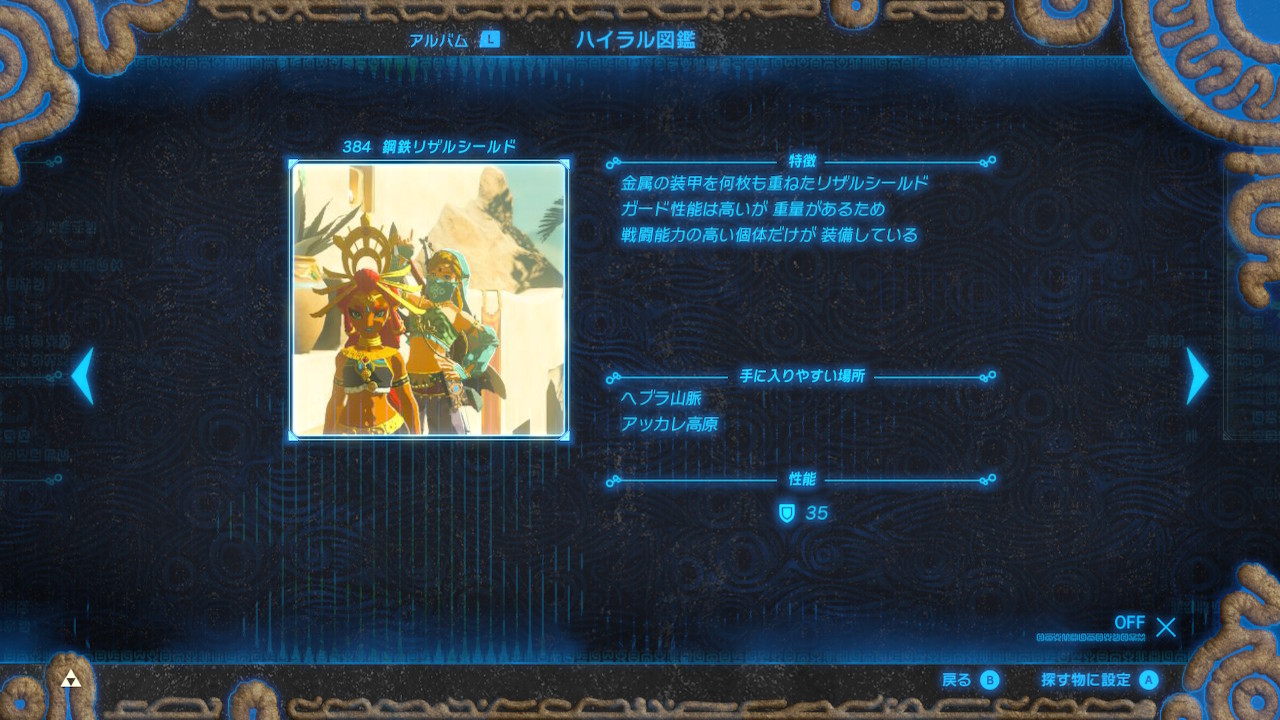 アルバム L ハイラル図鑑
384 鋼鉄リザルシールド
特徴
金属の装甲を何枚も重ねたリザルシールド
ガード性能は高いが 重量があるため
戦闘能力の高い個体だけが 装備している
手に入りやすい場所
ヘブラ山脈
アッカレ高原
性能
35
OFF
戻る B 探す物に設定 A